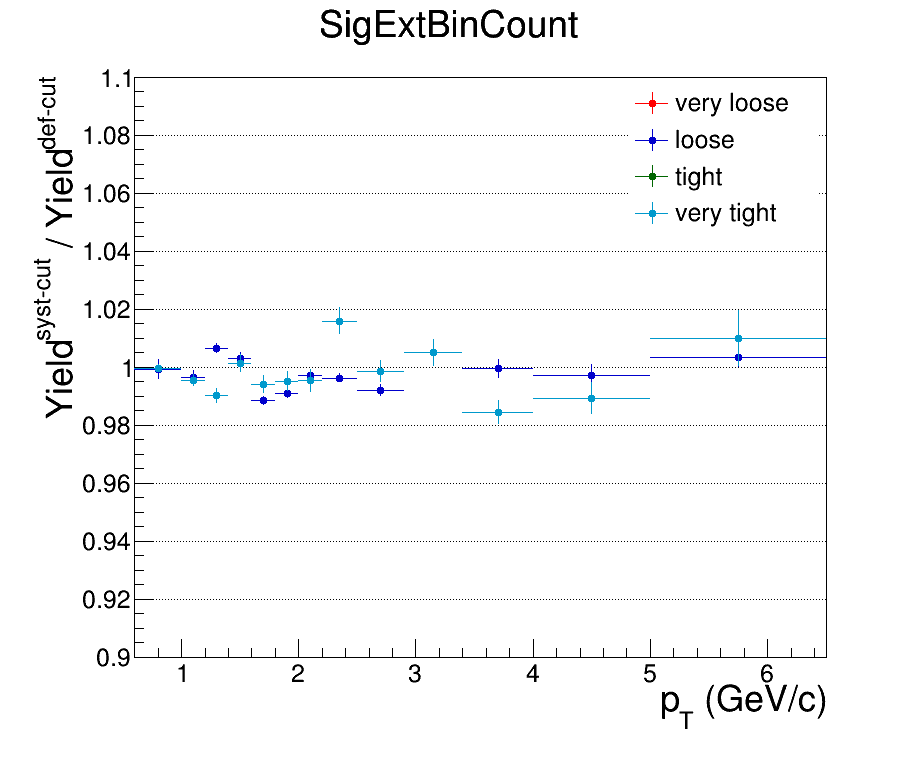 SigExtBinCount
Yield^syst-cut / Yield^def-cut
1.1
1.08
1.06
1.04
1.02
1
0.98
0.96
0.94
0.92
0.9
very loose
loose
tight
very tight
1 2 3 4 5 6
p_T (GeV/c)